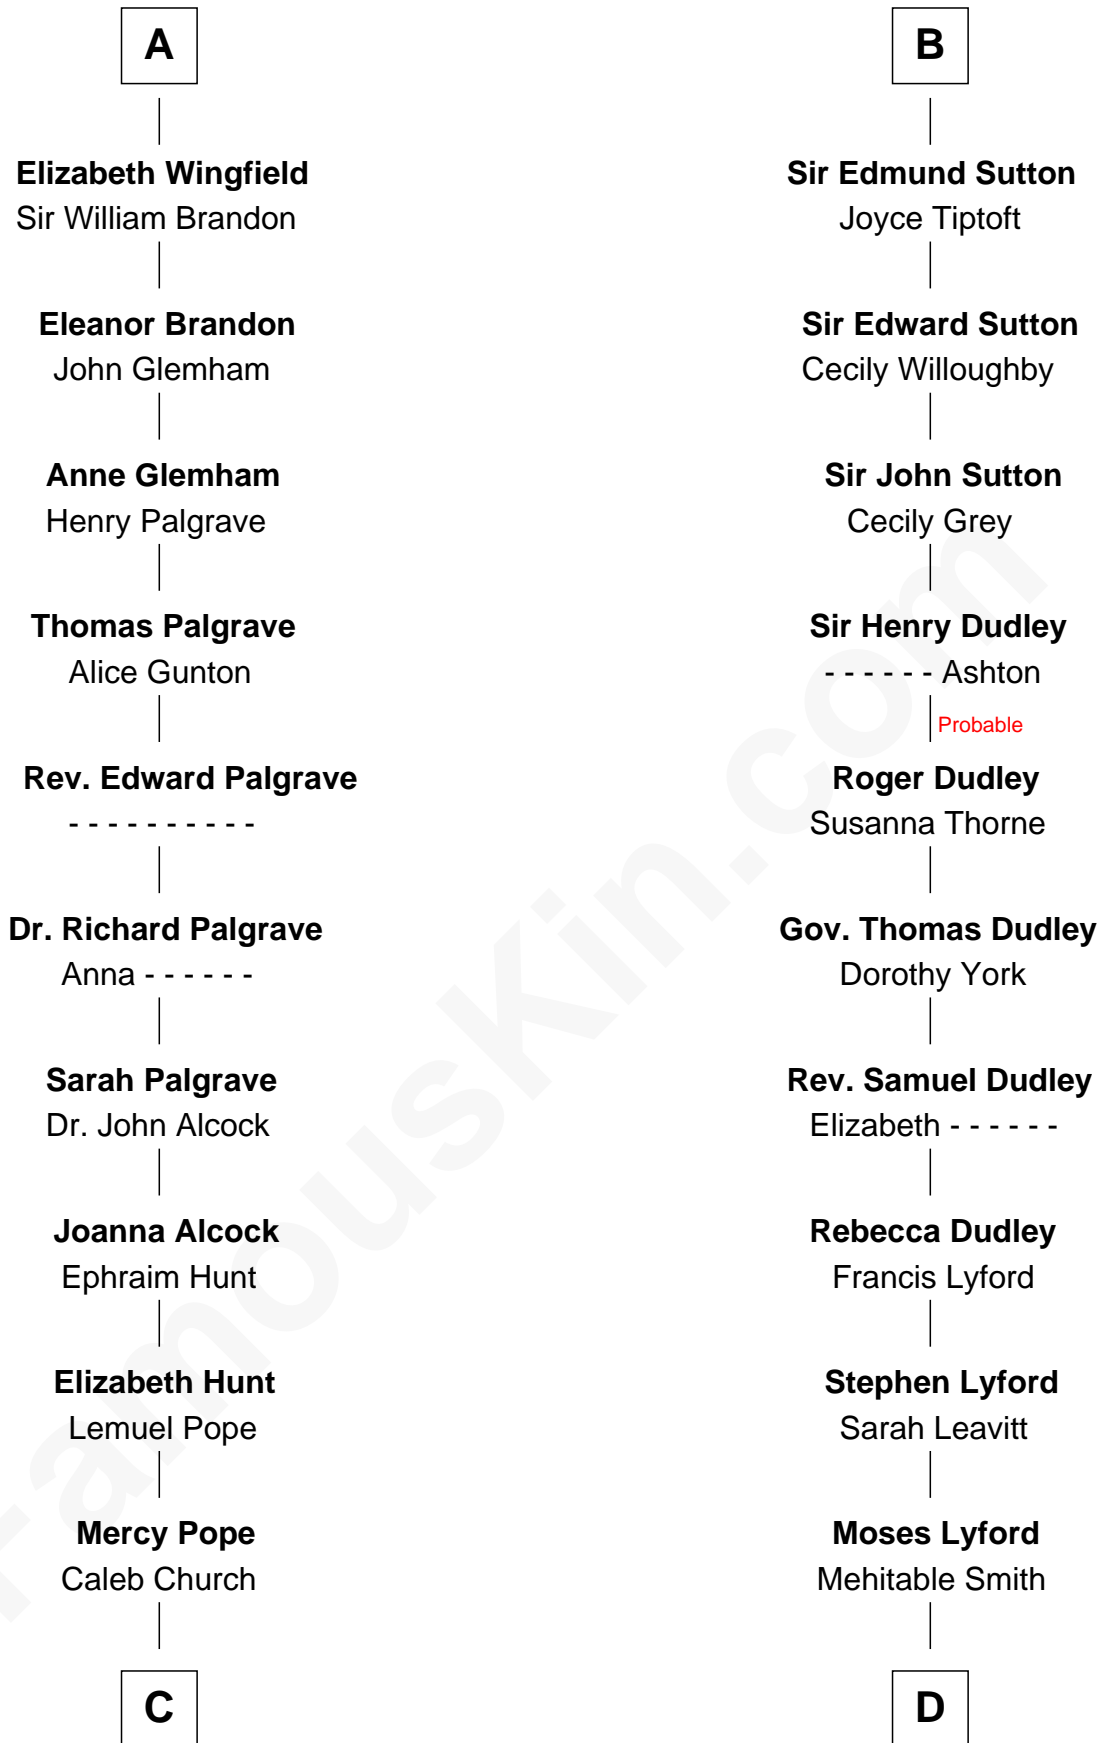 A
Elizabeth Wingfield
Sir William Brandon
Eleanor Brandon
John Glemham
Anne Glemham
Henry Palgrave
Thomas Palgrave
Alice Gunton
Rev. Edward Palgrave
- - - - - - - - - -
Dr. Richard Palgrave
Anna - - - - - -
Sarah Palgrave
Dr. John Alcock
Joanna Alcock
Ephraim Hunt
Elizabeth Hunt
Lemuel Pope
Mercy Pope
Caleb Church
C
B
Sir Edmund Sutton
Joyce Tiptoft
Sir Edward Sutton
Cecily Willoughby
Sir John Sutton
Cecily Grey
Sir Henry Dudley
- - - - - - Ashton
Probable
Roger Dudley
Susanna Thorne
Gov. Thomas Dudley
Dorothy York
Rev. Samuel Dudley
Elizabeth - - - - - -
Rebecca Dudley
Francis Lyford
Stephen Lyford
Sarah Leavitt
Moses Lyford
Mehitable Smith
D
FamousKin.com